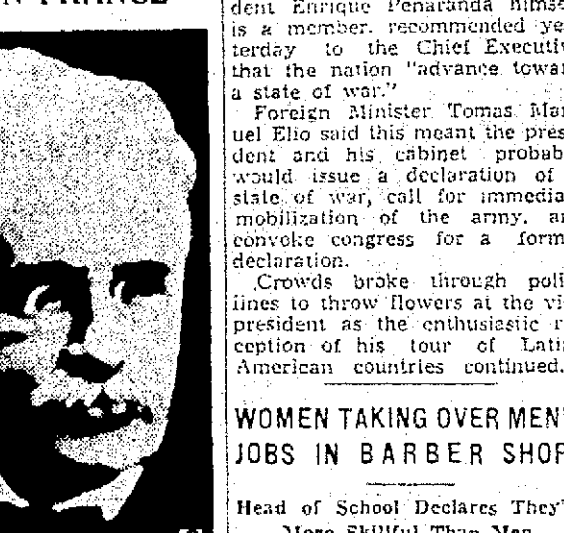 N FRANCE
dent Enrique Penaranda himse
is a member, recommended ye
terday to the Chief Executiv
that the nation "advance towar
a state of war."
Foreign Minister Tomas Man
uel Elio said this meant the pres
dent and his cabinet probab
would issue a declaration of
state of war, call for immedia
mobilization of the army, an
convoke congress for a form
declaration.
Crowds broke through poli
lines to throw flowers at the vi
president as the enthusiastic r
ception of his tour of Latin
American countries continued.
WOMEN TAKING OVER MEN'
JOBS IN BARBER SHOP
Head of School Declares They'
More Skillful Than Men